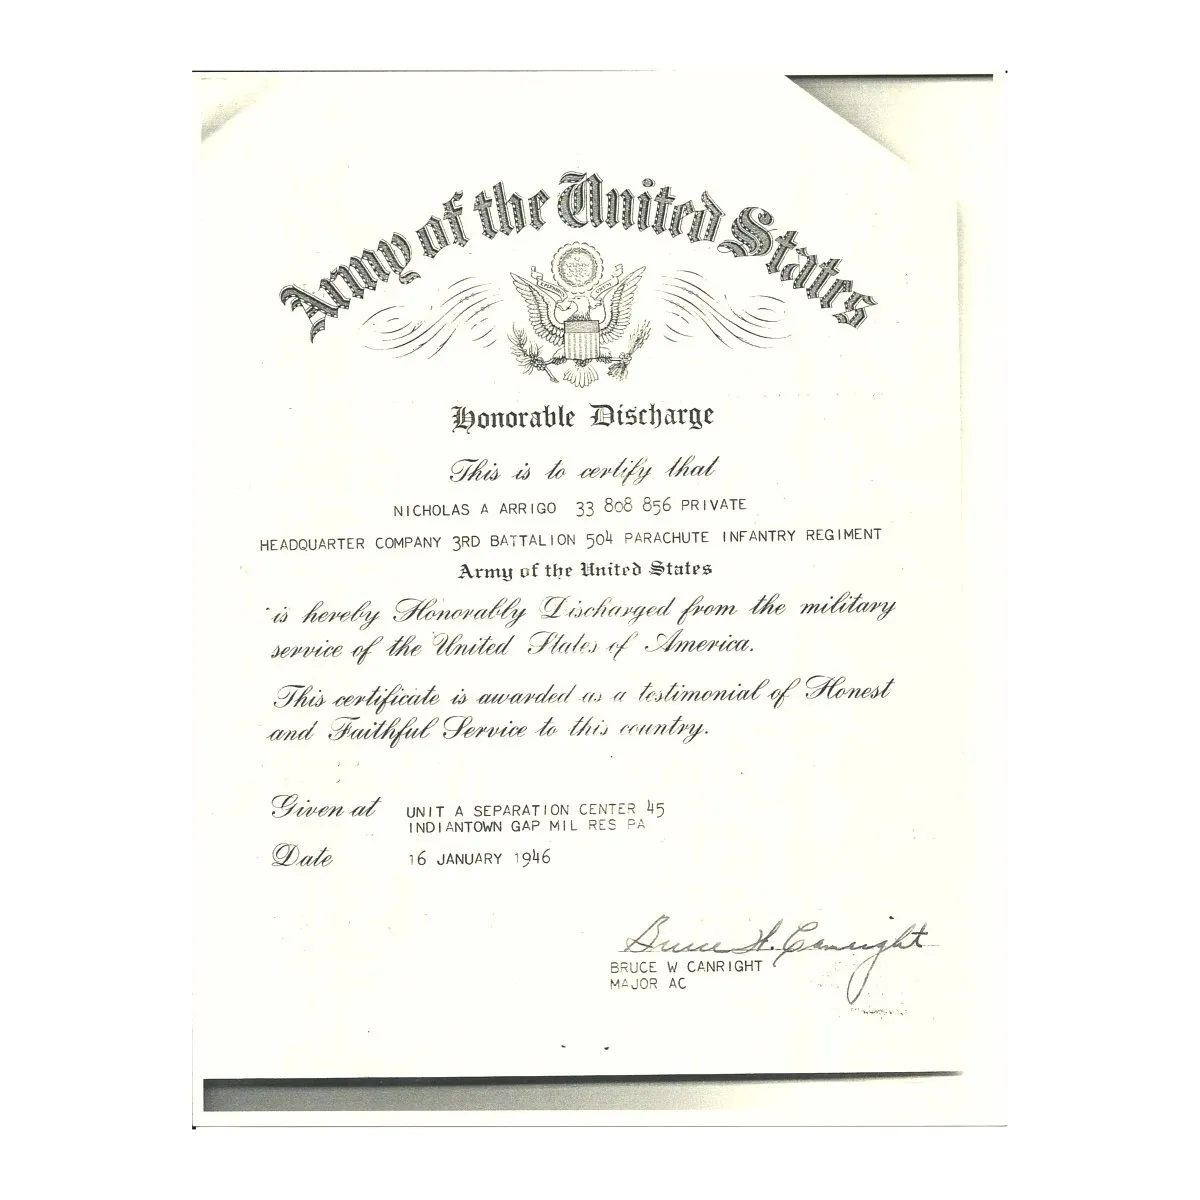 Army of the United States
Honorable Discharge
This is to certify that
NICHOLAS A ARRIGO 33 808 856 PRIVATE
HEADQUARTER COMPANY 3RD BATTALION 504 PARACHUTE INFANTRY REGIMENT
Army of the United States
is hereby Honorably Discharged from the military
service of the United States of America.
This certificate is awarded as a testimonial of Honest
and Faithful Service to this country.
Given at UNIT A SEPARATION CENTER 45
INDIANTOWN GAP MIL RES PA
Date 16 JANUARY 1946
Bruce W. Canright
BRUCE W CANRIGHT
MAJOR AC